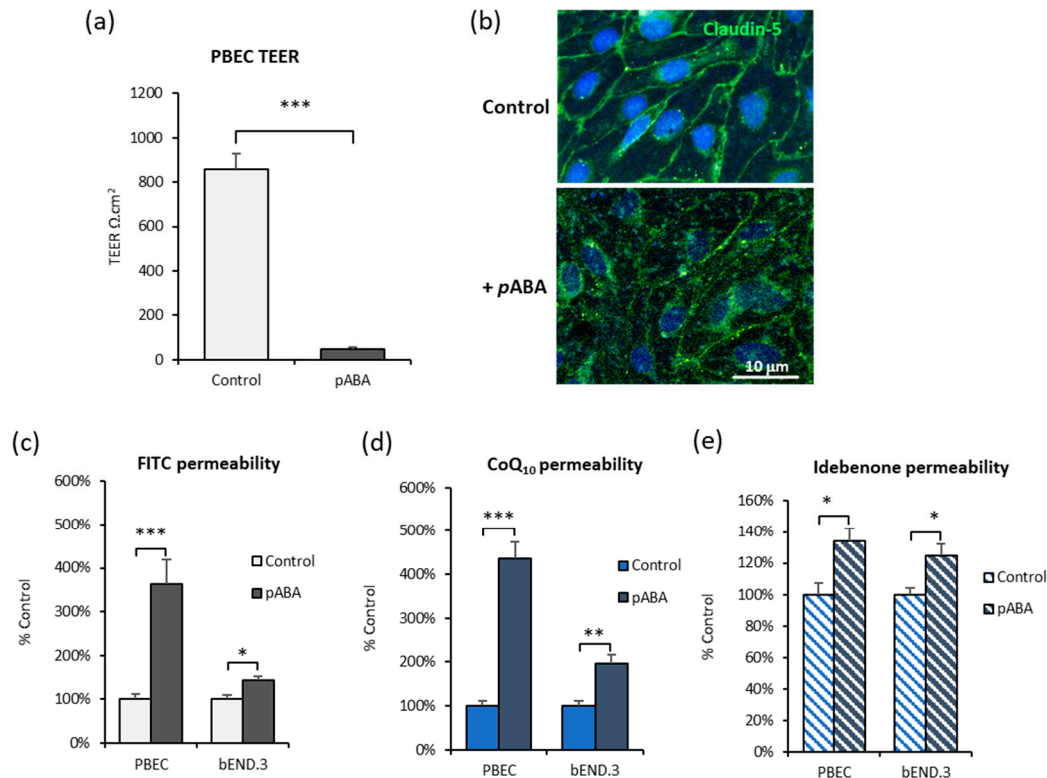 (a)
PBEC TEER
1200
1000
800
600
400
200
0
TEER Ω.cm²
***
Control
pABA
(b)
Claudin-5
Control
+ pABA
10 µm
(c)
FITC permeability
600%
500%
400%
300%
200%
100%
0%
% Control
***
*
Control
pABA
PBEC
bEND.3
(d)
CoQ₁₀ permeability
600%
500%
400%
300%
200%
100%
0%
% Control
***
**
Control
pABA
PBEC
bEND.3
(e)
Idebenone permeability
160%
140%
120%
100%
80%
60%
40%
20%
0%
% Control
*
*
Control
pABA
PBEC
bEND.3